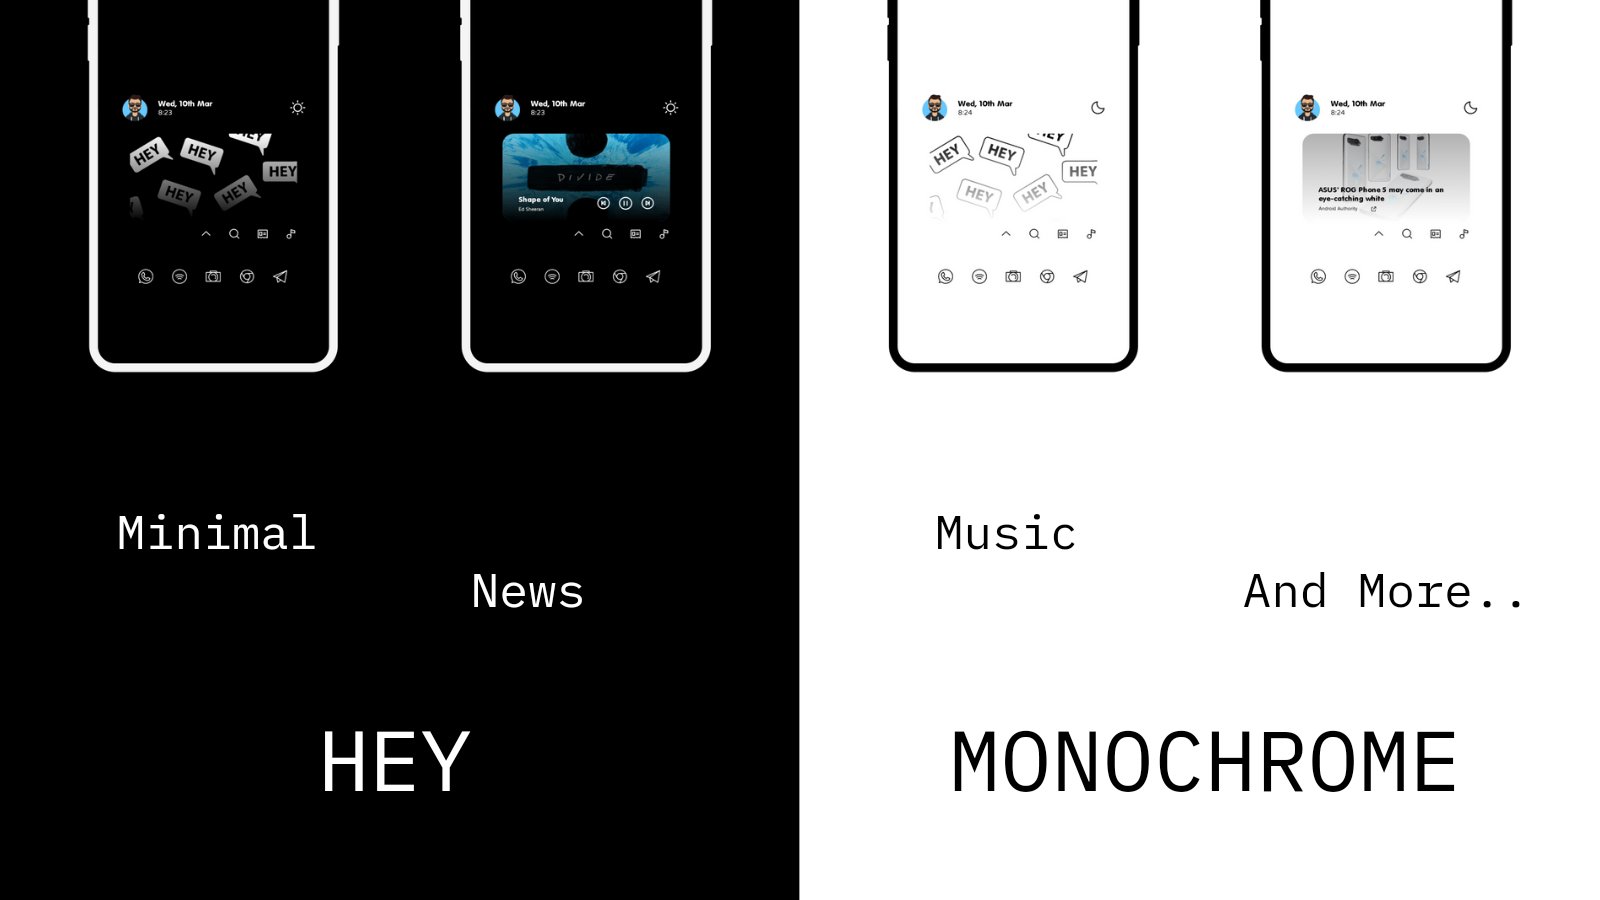 Wed, 10th Mar
8:23
HEY
HEY
HEY
HEY
HEY
HEY
Wed, 10th Mar
8:23
DIVIDE
Shape of You
Ed Sheeran
Wed, 10th Mar
8:24
HEY
HEY
HEY
HEY
HEY
HEY
Wed, 10th Mar
8:24
ASUS' ROG Phone 5 may come in an
eye-catching white
Android Authority
Minimal
News
Music
And More..
HEY
MONOCHROME